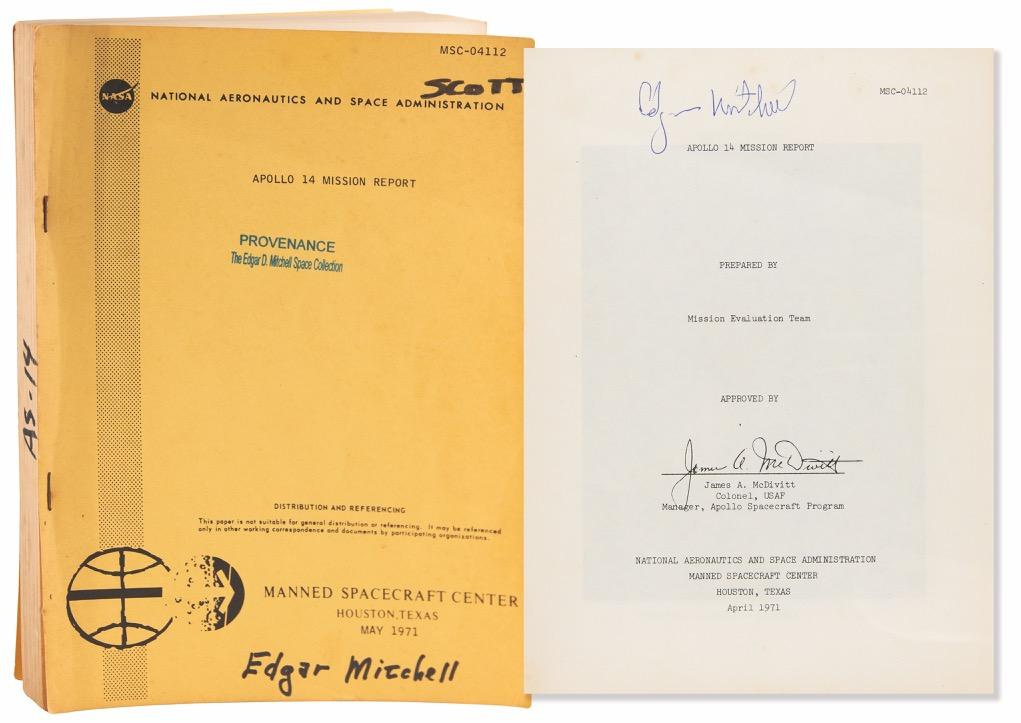 MSC-04112
SCOTT
NASA
NATIONAL AERONAUTICS AND SPACE ADMINISTRATION
APOLLO 14 MISSION REPORT
PROVENANCE
The Edgar D. Mitchell Space Collection
AS-14
DISTRIBUTION AND REFERENCING
This paper is not suitable for general distribution or referencing. It may be referenced
only in other working correspondence and documents by participating organizations.
MANNED SPACECRAFT CENTER
HOUSTON, TEXAS
MAY 1971
Edgar Mitchell
Edgar Mitchell
MSC-04112
APOLLO 14 MISSION REPORT
PREPARED BY
Mission Evaluation Team
APPROVED BY
James A. McDivitt
James A. McDivitt
Colonel, USAF
Manager, Apollo Spacecraft Program
NATIONAL AERONAUTICS AND SPACE ADMINISTRATION
MANNED SPACECRAFT CENTER
HOUSTON, TEXAS
April 1971